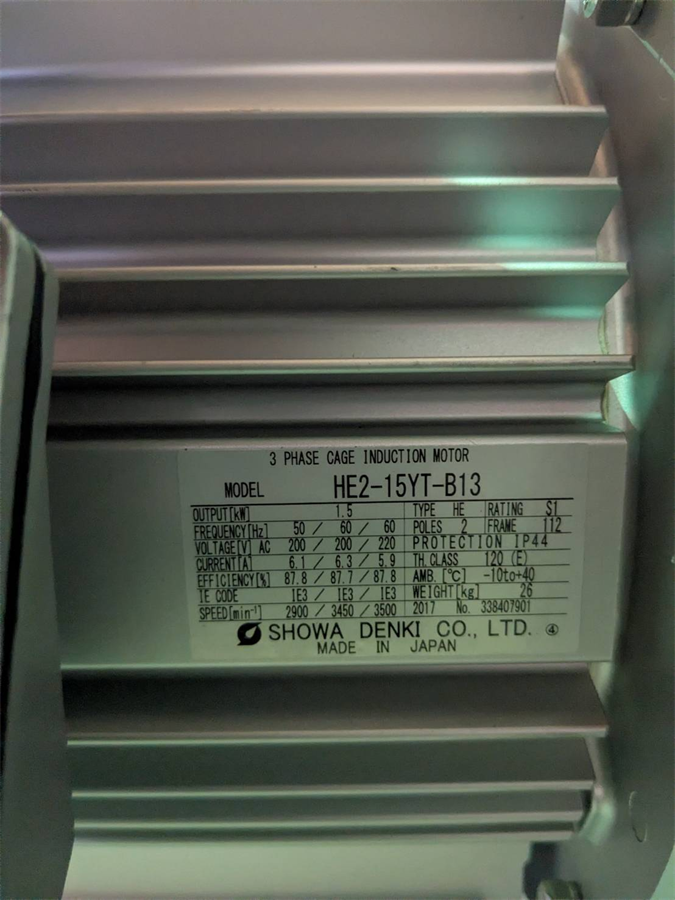 3 PHASE CAGE INDUCTION MOTOR
MODEL HE2-15YT-B13
OUTPUT[kW] 1.5 TYPE HE RATING S1
FREQUENCY[Hz] 50 / 60 / 60 POLES 2 FRAME 112
VOLTAGE[V] AC 200 / 200 / 220 PROTECTION IP44
CURRENT[A] 6.1 / 6.3 / 5.9 TH.CLASS 120 (E)
EFFICIENCY[%] 87.8 / 87.7 / 87.8 AMB. [℃] -10to+40
IE CODE IE3 / IE3 / IE3 WEIGHT[kg] 26
SPEED[min⁻¹] 2900 / 3450 / 3500 2017 No. 338407901
SHOWA DENKI CO., LTD. ④
MADE IN JAPAN